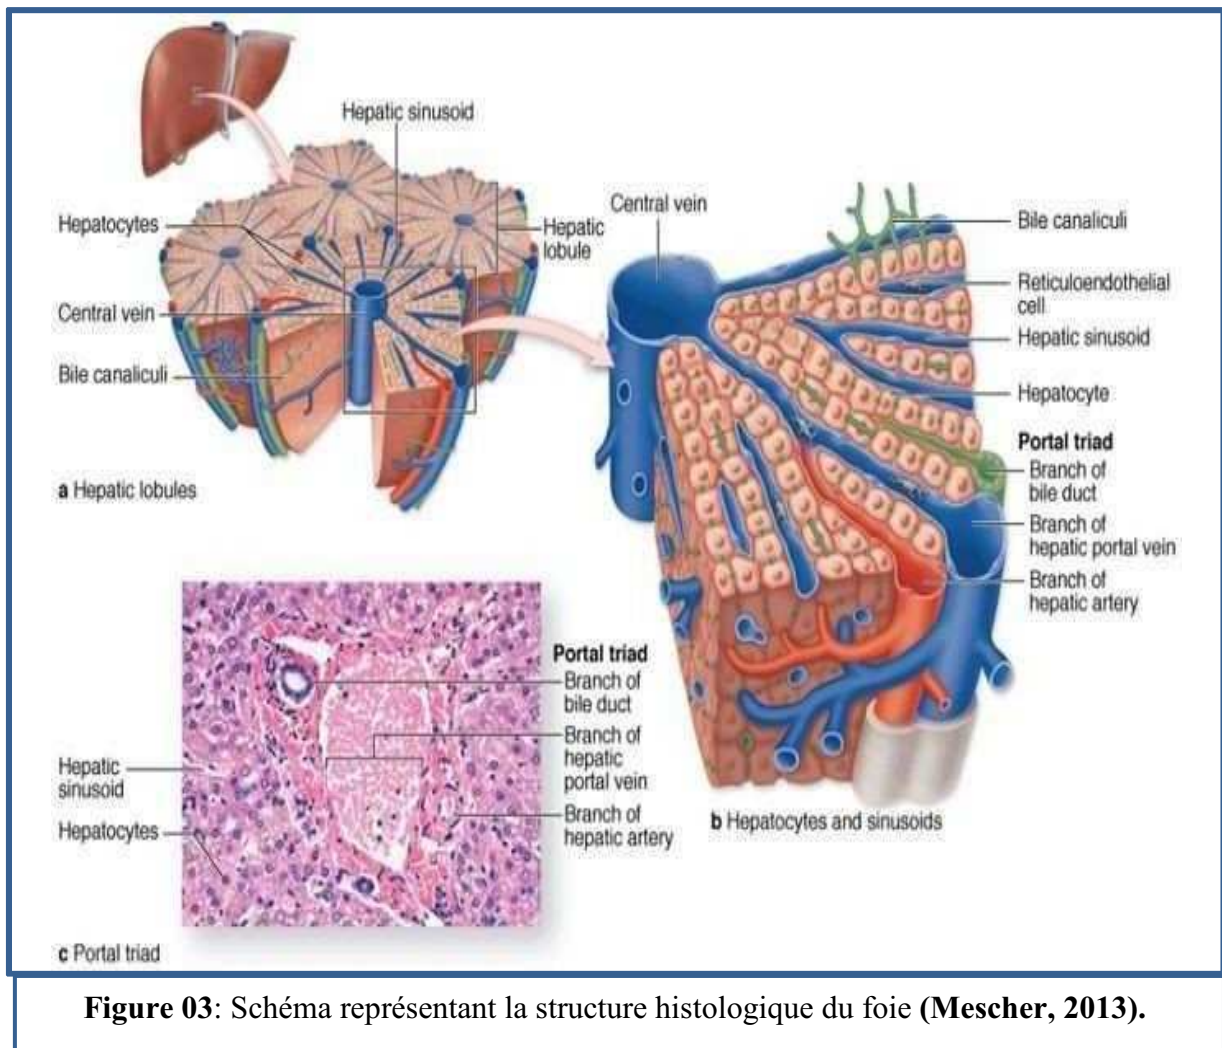 Hepatic sinusoid
Hepatocytes
Hepatic
lobule
Central vein
Bile canaliculi
a Hepatic lobules
Central vein
Bile canaliculi
Reticuloendothelial
cell
Hepatic sinusoid
Hepatocyte
Portal triad
Branch of
bile duct
Branch of
hepatic portal vein
Branch of
hepatic artery
b Hepatocytes and sinusoids
Portal triad
Branch of
bile duct
Branch of
hepatic
portal vein
Branch of
hepatic artery
Hepatic
sinusoid
Hepatocytes
c Portal triad
Figure 03: Schéma représentant la structure histologique du foie (Mescher, 2013).